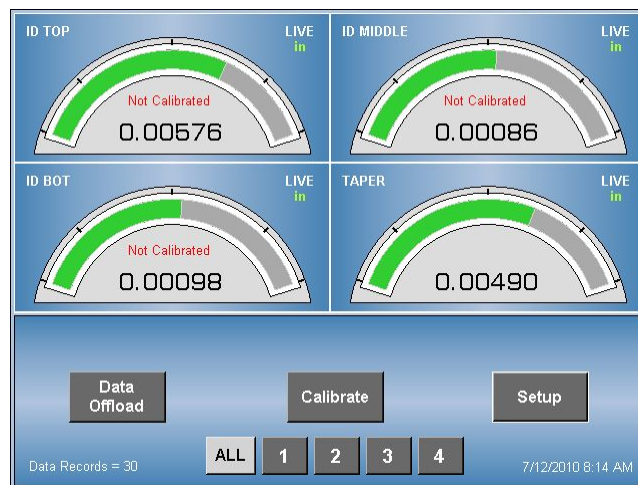 ID TOP
LIVE
in
Not Calibrated
0.00576
ID MIDDLE
LIVE
in
Not Calibrated
0.00086
ID BOT
LIVE
in
Not Calibrated
0.00098
TAPER
LIVE
in
0.00490
Data
Offload
Calibrate
Setup
ALL
1
2
3
4
Data Records = 30
7/12/2010 8:14 AM